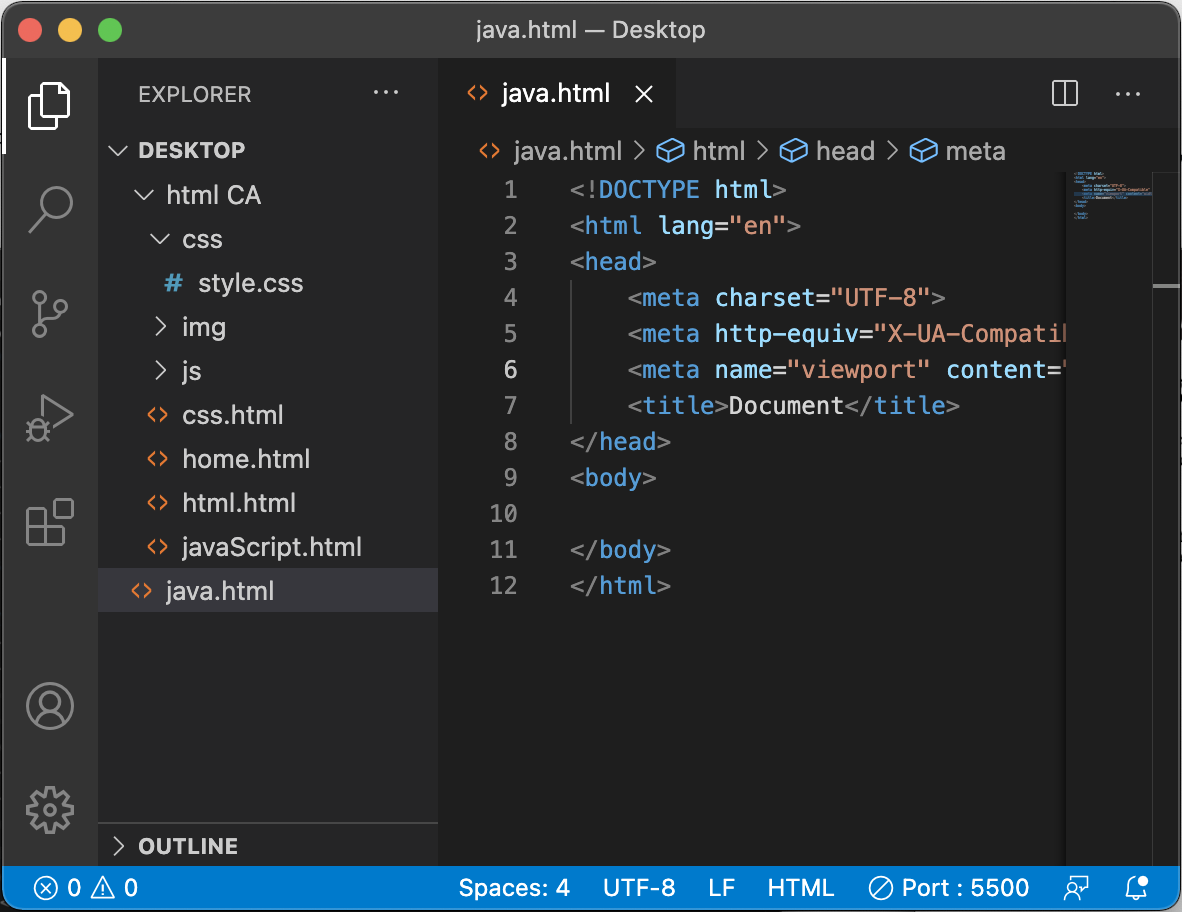 java.html — Desktop
EXPLORER
DESKTOP
html CA
css
# style.css
img
js
css.html
home.html
html.html
javaScript.html
java.html
OUTLINE
java.html
java.html > html > head > meta
1 <!DOCTYPE html>
2 <html lang="en">
3 <head>
4 <meta charset="UTF-8">
5 <meta http-equiv="X-UA-Compatib
6 <meta name="viewport" content="
7 <title>Document</title>
8 </head>
9 <body>
10
11 </body>
12 </html>
0 0 Spaces: 4 UTF-8 LF HTML Port : 5500